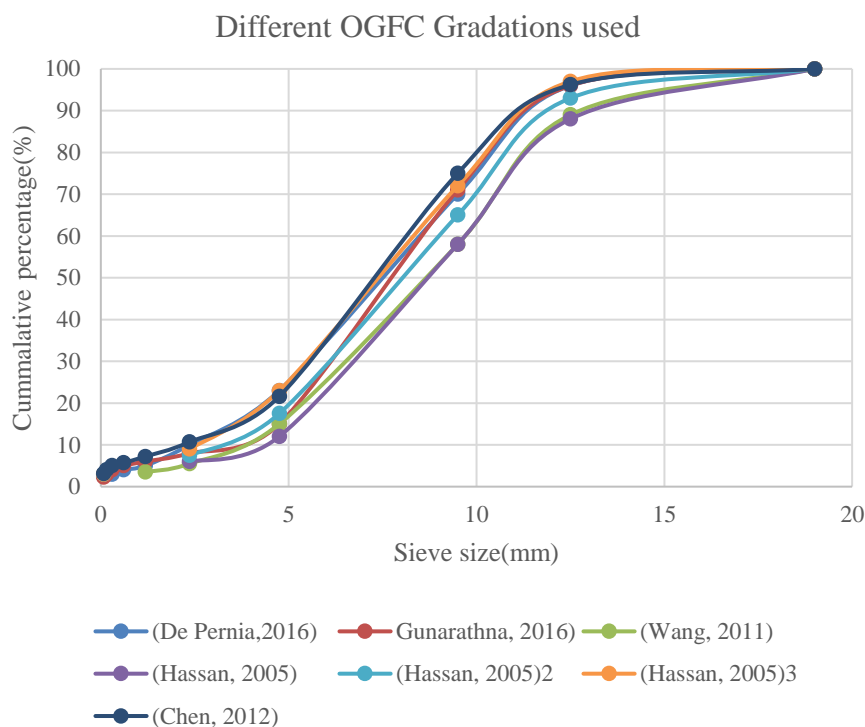 Different OGFC Gradations used
100
90
80
70
60
50
40
30
20
10
0
Cummalative percentage(%)
0 5 10 15 20
Sieve size(mm)
(De Pernia,2016) Gunarathna, 2016) (Wang, 2011)
(Hassan, 2005) (Hassan, 2005)2 (Hassan, 2005)3
(Chen, 2012)